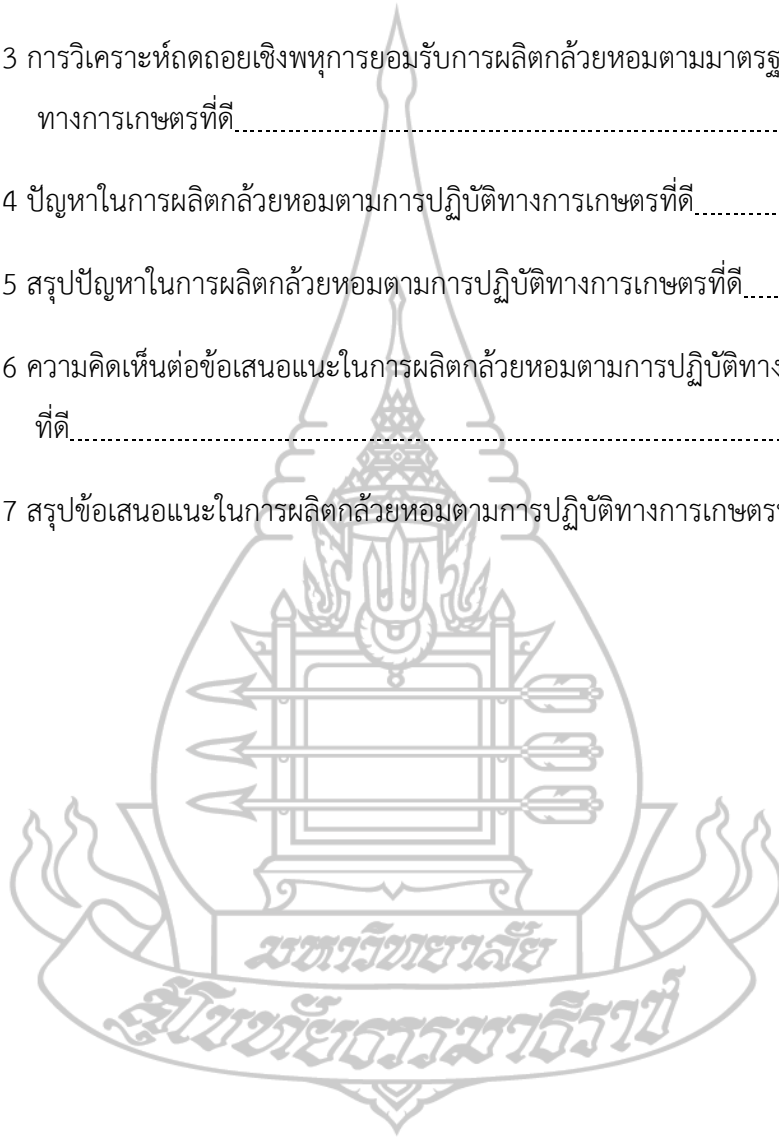 3 การวิเคราะห์ถดถอยเชิงพหุการยอมรับการผลิตกล้วยหอมตามมาตรฐ
ทางการเกษตรที่ดี
4 ปัญหาในการผลิตกล้วยหอมตามการปฏิบัติทางการเกษตรที่ดี
5 สรุปปัญหาในการผลิตกล้วยหอมตามการปฏิบัติทางการเกษตรที่ดี
6 ความคิดเห็นต่อข้อเสนอแนะในการผลิตกล้วยหอมตามการปฏิบัติทาง
ที่ดี
7 สรุปข้อเสนอแนะในการผลิตกล้วยหอมตามการปฏิบัติทางการเกษตร
มหาวิทยาลัย
สุโขทัยธรรมาธิราช